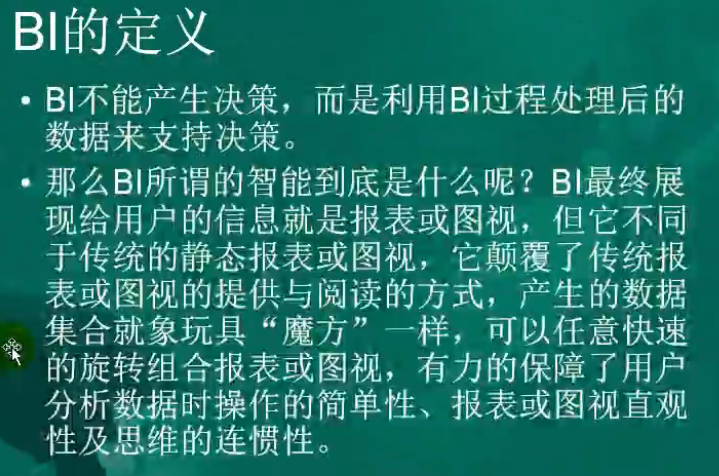 BI的定义
• BI不能产生决策，而是利用BI过程处理后的
数据来支持决策。
• 那么BI所谓的智能到底是什么呢？BI最终展
现给用户的信息就是报表或图视，但它不同
于传统的静态报表或图视，它颠覆了传统报
表或图视的提供与阅读的方式，产生的数据
集合就象玩具“魔方”一样，可以任意快速
的旋转组合报表或图视，有力的保障了用户
分析数据时操作的简单性、报表或图视直观
性及思维的连惯性。